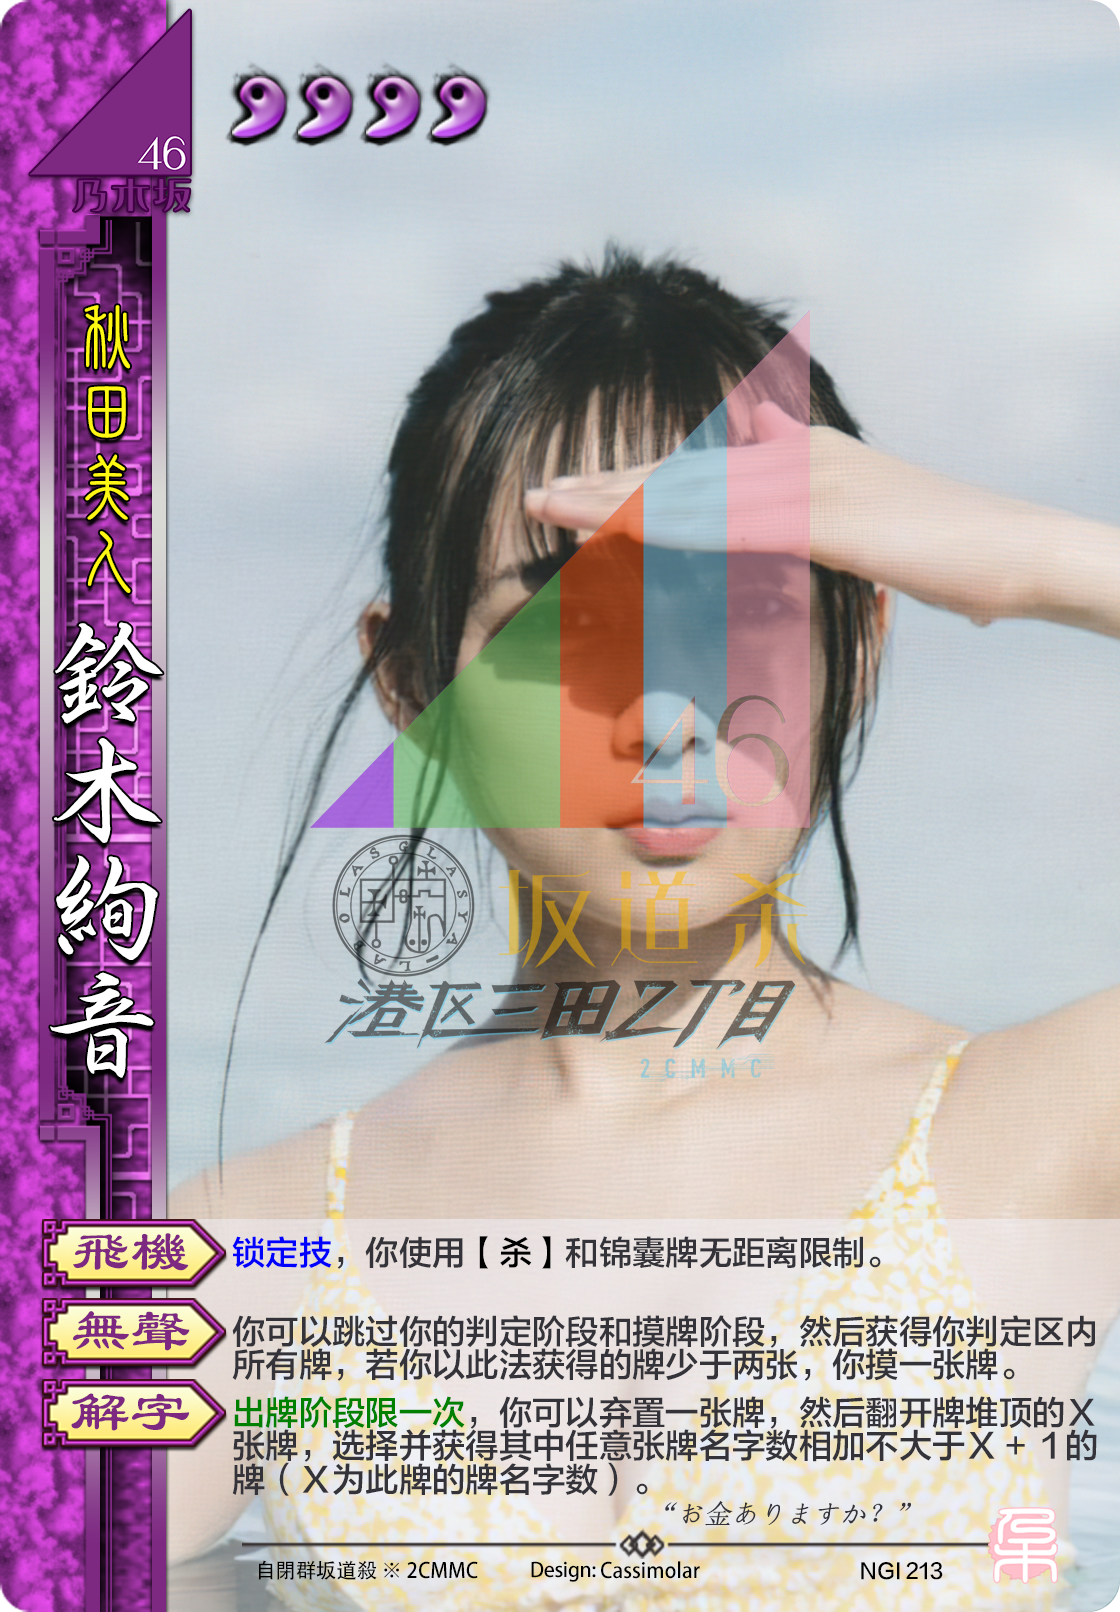 46
乃木坂
秋田美人
鈴木絢音
46
GLASYA-LABOLAS
坂道杀
港区三田乙丁目
2CMMC
飛機
锁定技，你使用【杀】和锦囊牌无距离限制。
無聲
你可以跳过你的判定阶段和摸牌阶段，然后获得你判定区内
所有牌，若你以此法获得的牌少于两张，你摸一张牌。
解字
出牌阶段限一次，你可以弃置一张牌，然后翻开牌堆顶的X
张牌，选择并获得其中任意张牌名字数相加不大于X + 1的
牌（X为此牌的牌名字数）。
“お金ありますか？”
自閉群坂道殺 ※ 2CMMC
Design: Cassimolar
NGI 213